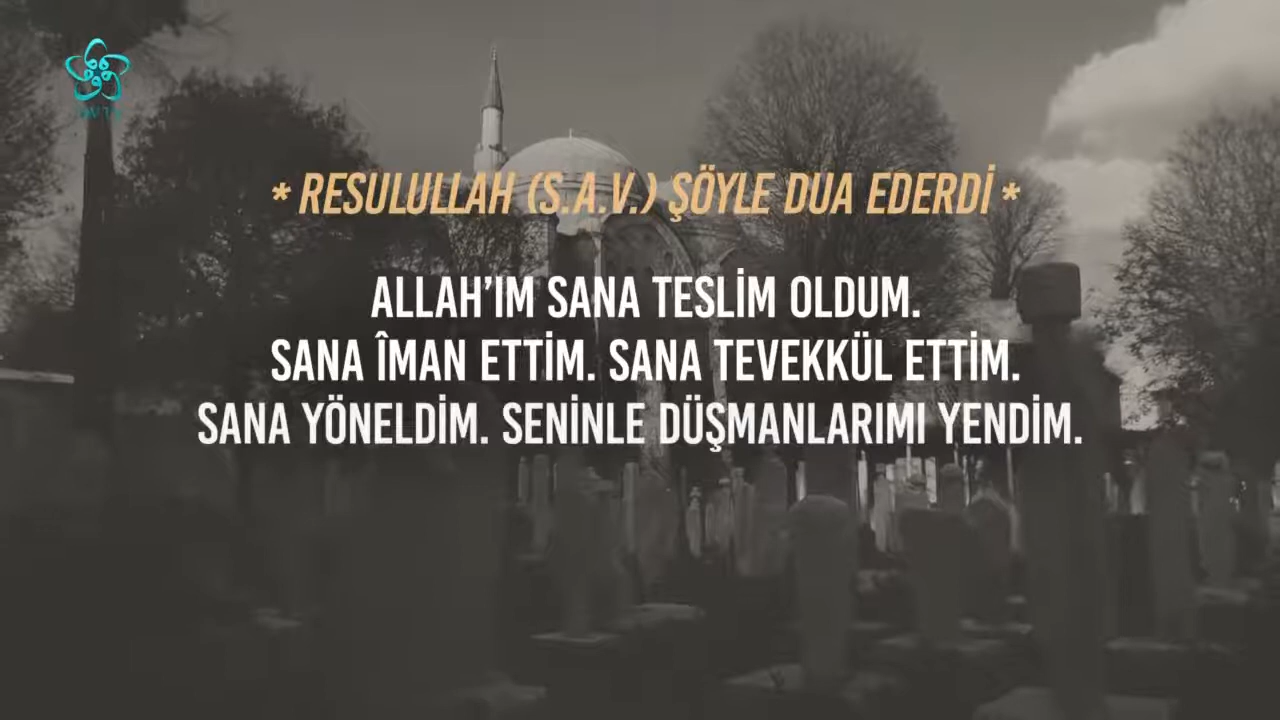 * RESULULLAH (S.A.V.) ŞÖYLE DUA EDERDİ *
ALLAH'IM SANA TESLİM OLDUM.
SANA ÎMAN ETTİM. SANA TEVEKKÜL ETTİM.
SANA YÖNELDİM. SENİNLE DÜŞMANLARIMI YENDİM.